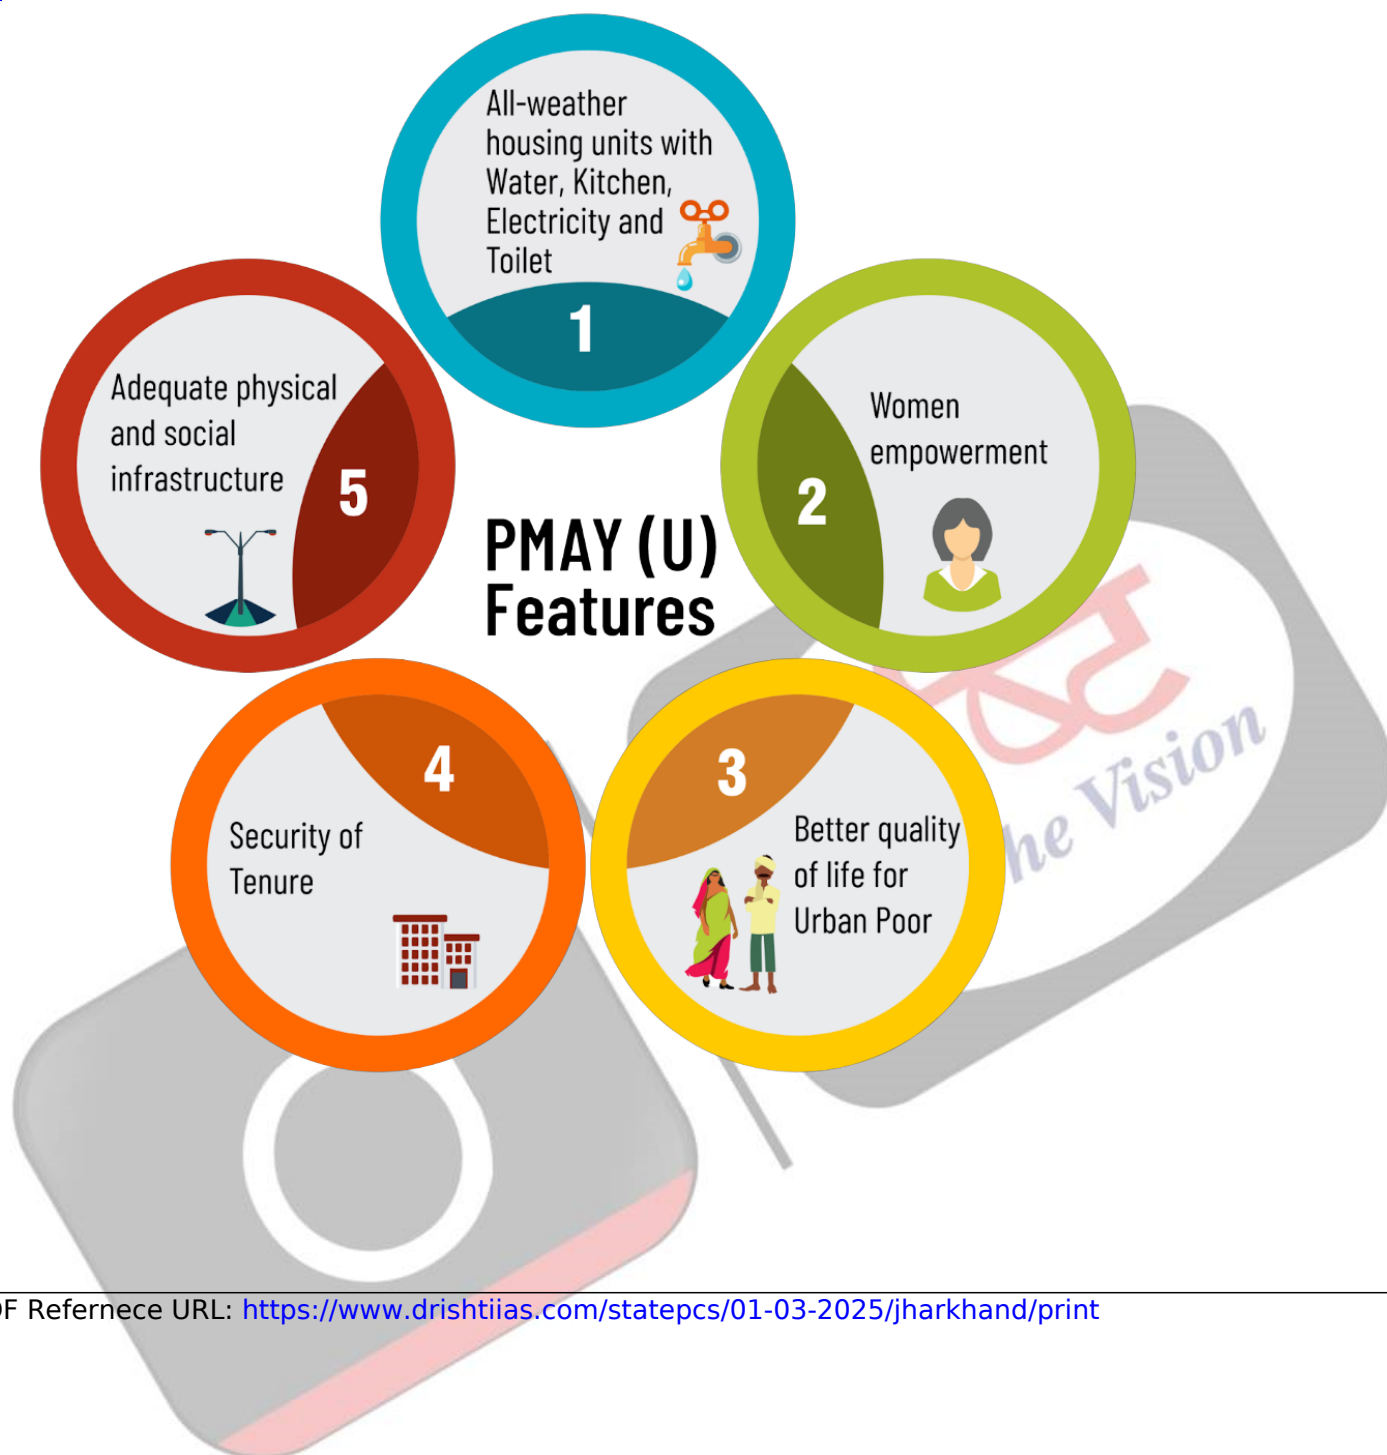 All-weather
housing units with
Water, Kitchen,
Electricity and
Toilet
1
Women
empowerment
2
3
Better quality
of life for
Urban Poor
4
Security of
Tenure
Adequate physical
and social
infrastructure
5
PMAY (U)
Features
he Vision
F Refernece URL: https://www.drishtiias.com/statepcs/01-03-2025/jharkhand/print